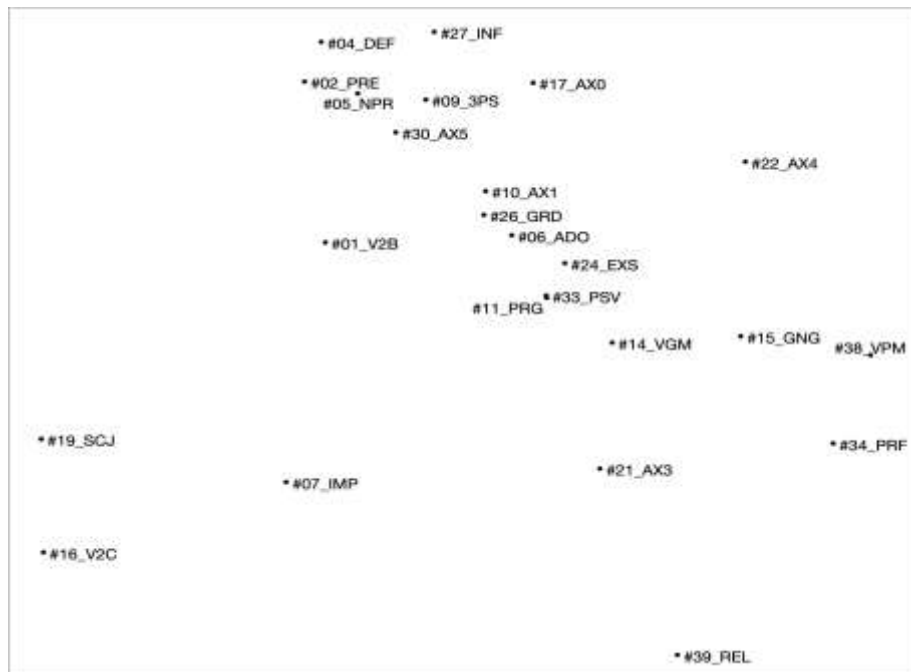 #27_INF
#04_DEF
#02_PRE
#17_AX0
#05_NPR
#09_3PS
#30_AX5
#22_AX4
#10_AX1
#26_GRD
#06_ADO
#01_V2B
#24_EXS
#33_PSV
#11_PRG
#15_GNG
#14_VGM
#38_VPM
#19_SCJ
#34_PRF
#21_AX3
#07_IMP
#16_V2C
#39_REL